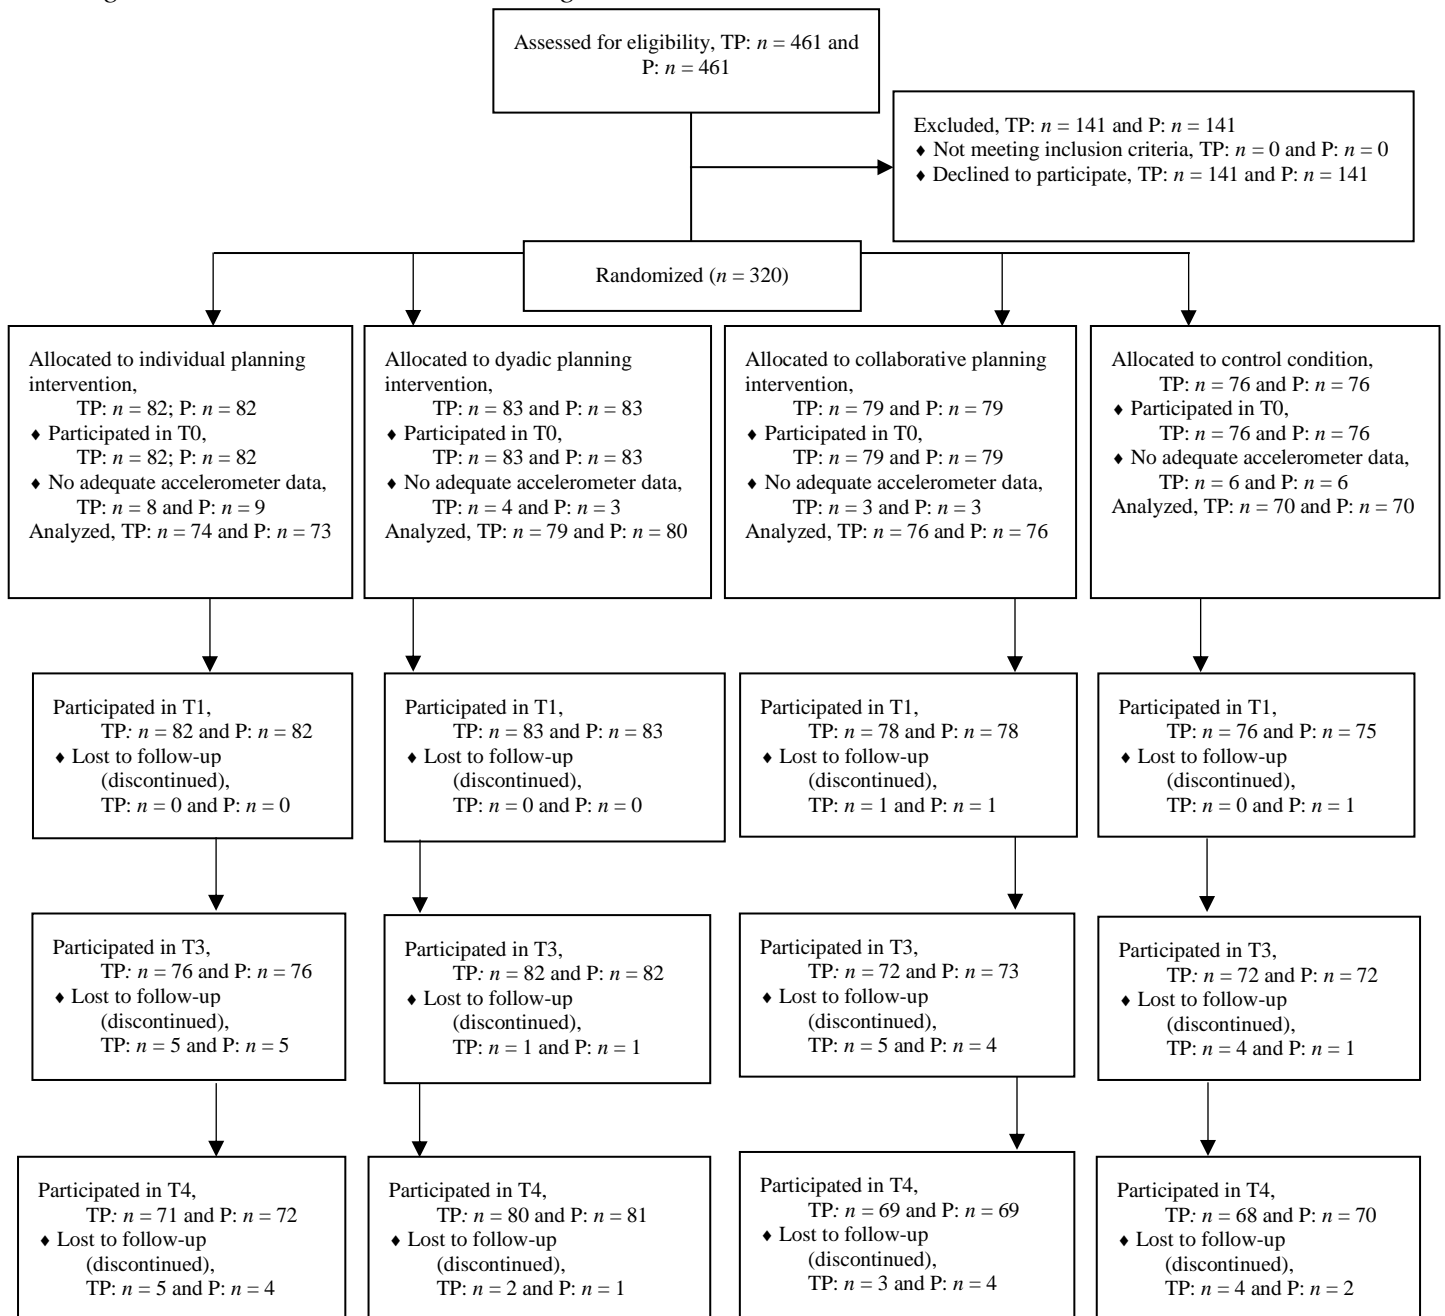 Assessed for eligibility, TP: n = 461 and
P: n = 461
Excluded, TP: n = 141 and P: n = 141
♦ Not meeting inclusion criteria, TP: n = 0 and P: n = 0
♦ Declined to participate, TP: n = 141 and P: n = 141
Randomized (n = 320)
Allocated to individual planning
intervention,
TP: n = 82; P: n = 82
♦ Participated in T0,
TP: n = 82; P: n = 82
♦ No adequate accelerometer data,
TP: n = 8 and P: n = 9
Analyzed, TP: n = 74 and P: n = 73
Allocated to dyadic planning
intervention,
TP: n = 83 and P: n = 83
♦ Participated in T0,
TP: n = 83 and P: n = 83
♦ No adequate accelerometer data,
TP: n = 4 and P: n = 3
Analyzed, TP: n = 79 and P: n = 80
Allocated to collaborative planning
intervention,
TP: n = 79 and P: n = 79
♦ Participated in T0,
TP: n = 79 and P: n = 79
♦ No adequate accelerometer data,
TP: n = 3 and P: n = 3
Analyzed, TP: n = 76 and P: n = 76
Allocated to control condition,
TP: n = 76 and P: n = 76
♦ Participated in T0,
TP: n = 76 and P: n = 76
♦ No adequate accelerometer data,
TP: n = 6 and P: n = 6
Analyzed, TP: n = 70 and P: n = 70
Participated in T1,
TP: n = 82 and P: n = 82
♦ Lost to follow-up
(discontinued),
TP: n = 0 and P: n = 0
Participated in T1,
TP: n = 83 and P: n = 83
♦ Lost to follow-up
(discontinued),
TP: n = 0 and P: n = 0
Participated in T1,
TP: n = 78 and P: n = 78
♦ Lost to follow-up
(discontinued),
TP: n = 1 and P: n = 1
Participated in T1,
TP: n = 76 and P: n = 75
♦ Lost to follow-up
(discontinued),
TP: n = 0 and P: n = 1
Participated in T3,
TP: n = 76 and P: n = 76
♦ Lost to follow-up
(discontinued),
TP: n = 5 and P: n = 5
Participated in T3,
TP: n = 82 and P: n = 82
♦ Lost to follow-up
(discontinued),
TP: n = 1 and P: n = 1
Participated in T3,
TP: n = 72 and P: n = 73
♦ Lost to follow-up
(discontinued),
TP: n = 5 and P: n = 4
Participated in T3,
TP: n = 72 and P: n = 72
♦ Lost to follow-up
(discontinued),
TP: n = 4 and P: n = 1
Participated in T4,
TP: n = 71 and P: n = 72
♦ Lost to follow-up
(discontinued),
TP: n = 5 and P: n = 4
Participated in T4,
TP: n = 80 and P: n = 81
♦ Lost to follow-up
(discontinued),
TP: n = 2 and P: n = 1
Participated in T4,
TP: n = 69 and P: n = 69
♦ Lost to follow-up
(discontinued),
TP: n = 3 and P: n = 4
Participated in T4,
TP: n = 68 and P: n = 70
♦ Lost to follow-up
(discontinued),
TP: n = 4 and P: n = 2